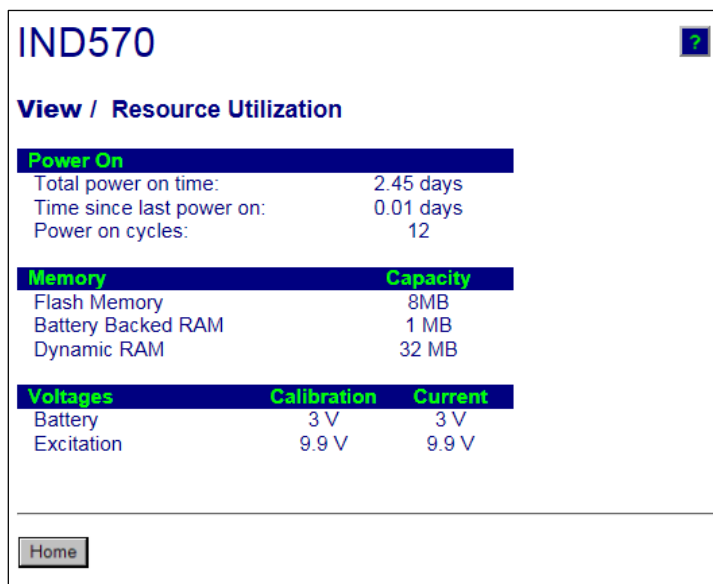 IND570
?
View / Resource Utilization
Power On
Total power on time: 2.45 days
Time since last power on: 0.01 days
Power on cycles: 12
Memory Capacity
Flash Memory 8MB
Battery Backed RAM 1 MB
Dynamic RAM 32 MB
Voltages Calibration Current
Battery 3 V 3 V
Excitation 9.9 V 9.9 V
Home